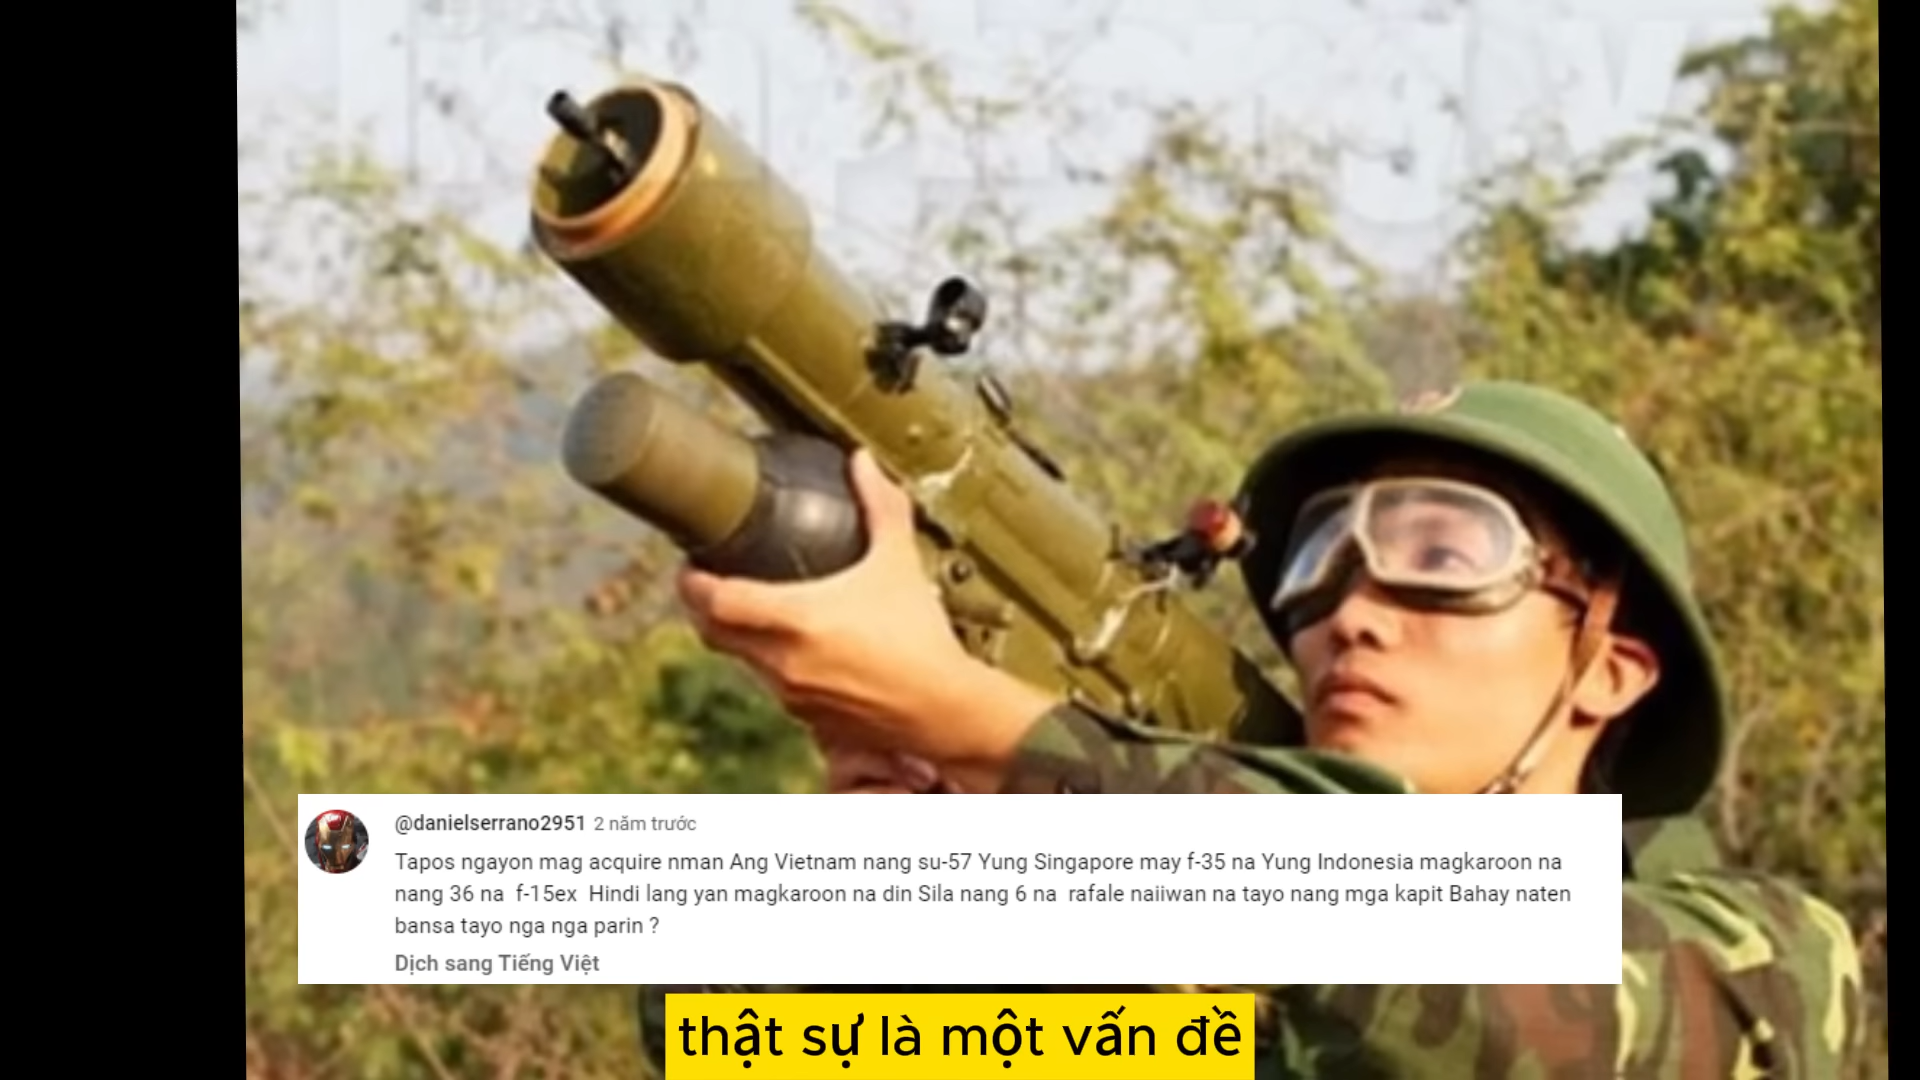 @danielserrano2951 2 năm trước
Tapos ngayon mag acquire nman Ang Vietnam nang su-57 Yung Singapore may f-35 na Yung Indonesia magkaroon na
nang 36 na  f-15ex  Hindi lang yan magkaroon na din Sila nang 6 na  rafale naiiwan na tayo nang mga kapit Bahay naten
bansa tayo nga nga parin ?
Dịch sang Tiếng Việt
thật sự là một vấn đề